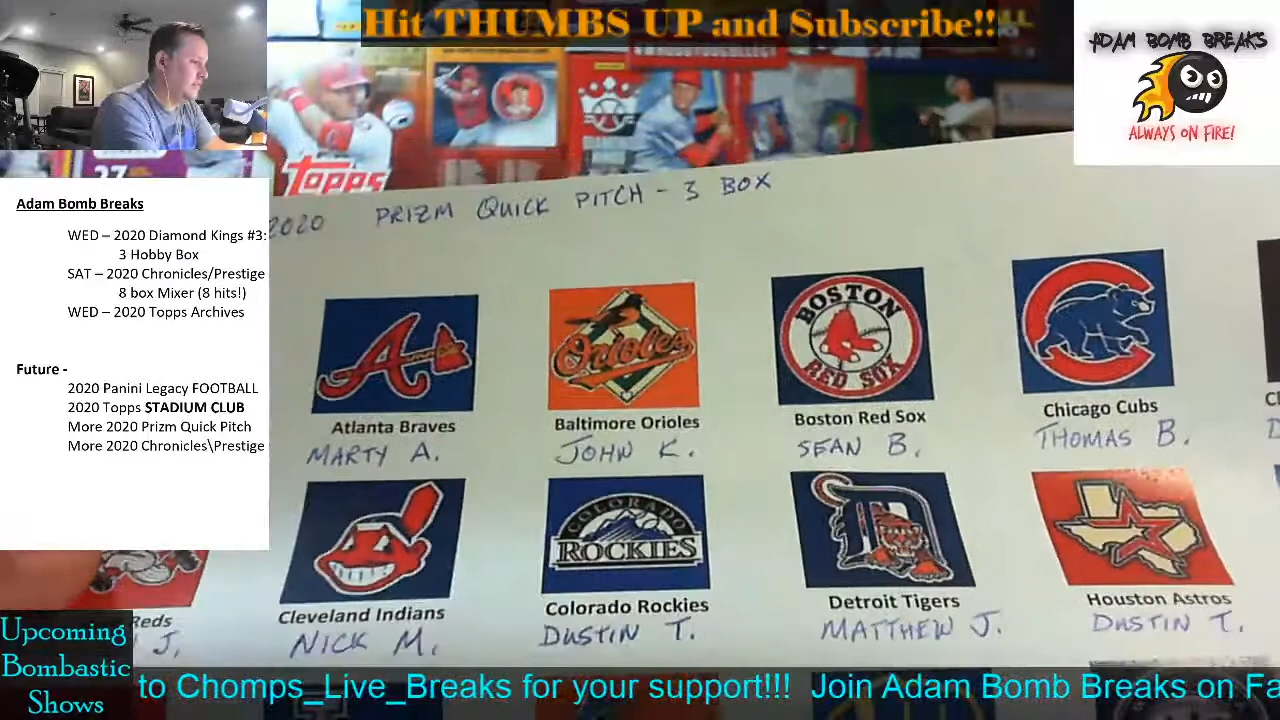 ...Hit THUMBS UP and Subscribe!!
ADAM BOMB BREAKS
ALWAYS ON FIRE!
TOPPS
27
Adam Bomb Breaks
WED – 2020 Diamond Kings #3:
3 Hobby Box
SAT – 2020 Chronicles/Prestige
8 box Mixer (8 hits!)
WED – 2020 Topps Archives
Future -
2020 Panini Legacy FOOTBALL
2020 Topps STADIUM CLUB
More 2020 Prizm Quick Pitch
More 2020 Chronicles\Prestige
2020 PRIZM QUICK PITCH - 3 BOX
Braves
Orioles
BOSTON
RED SOX
Atlanta Braves
Baltimore Orioles
Boston Red Sox
Chicago Cubs
MARTY A.
JOHN K.
SEAN B.
THOMAS B.
COLORADO
ROCKIES
Reds
Cleveland Indians
Colorado Rockies
Detroit Tigers
Houston Astros
J.
NICK M.
DUSTIN T.
MATTHEW J.
DUSTIN T.
Upcoming
Bombastic
Shows
to Chomps_Live_Breaks for your support!!! Join Adam Bomb Breaks on Fa